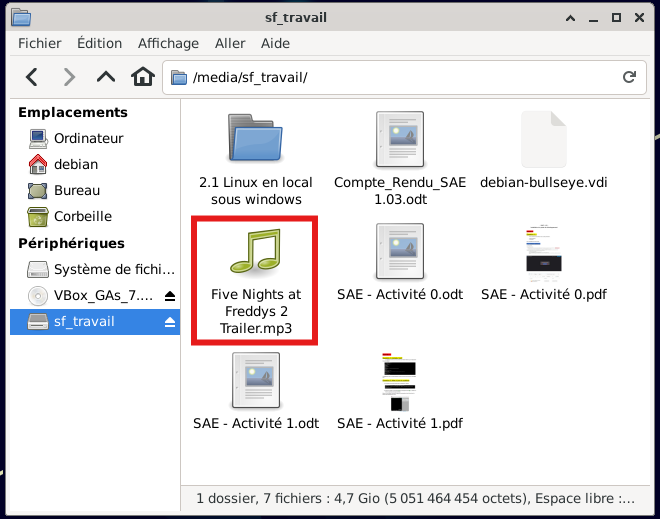 sf_travail
Fichier Édition Affichage Aller Aide
/media/sf_travail/
Emplacements
Ordinateur
debian
Bureau
Corbeille
Périphériques
Système de fichi...
VBox_GAs_7....
sf_travail
2.1 Linux en local
sous windows
Compte_Rendu_SAE
1.03.odt
debian-bullseye.vdi
Five Nights at
Freddys 2
Trailer.mp3
SAE - Activité 0.odt
SAE - Activité 0.pdf
SAE - Activité 1.odt
SAE - Activité 1.pdf
1 dossier, 7 fichiers : 4,7 Gio (5 051 464 454 octets), Espace libre :...